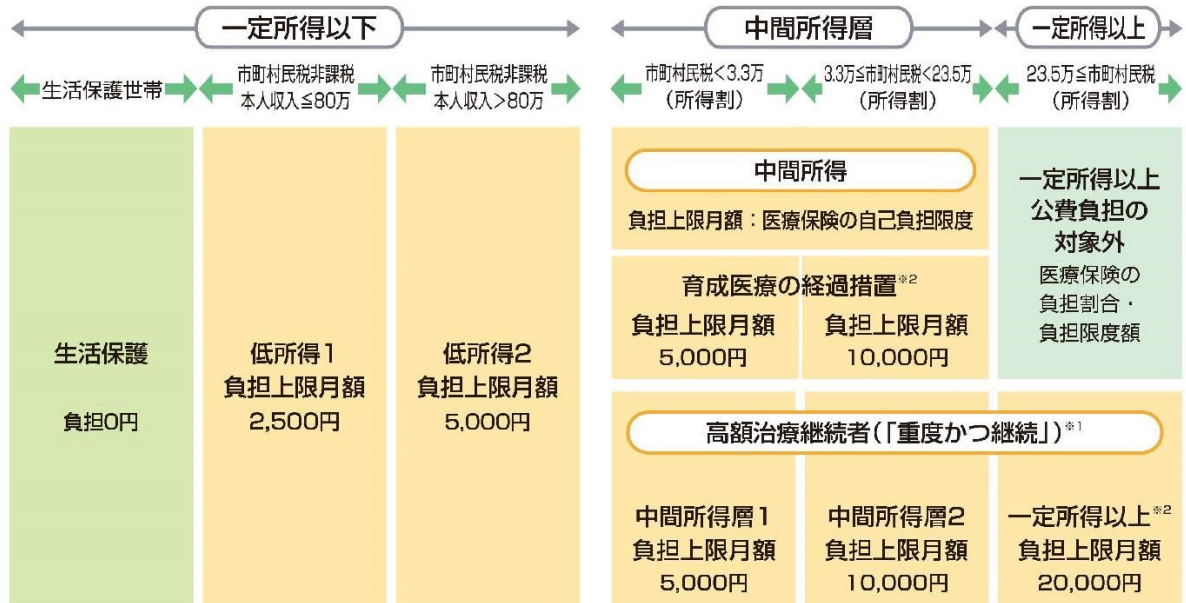 一定所得以下
中間所得層
一定所得以上
生活保護世帯
市町村民税非課税
本人収入≦80万
市町村民税非課税
本人収入>80万
市町村民税<3.3万
(所得割)
3.3万≦市町村民税<23.5万
(所得割)
23.5万≦市町村民税
(所得割)
生活保護
負担0円
低所得1
負担上限月額
2,500円
低所得2
負担上限月額
5,000円
中間所得
負担上限月額:医療保険の自己負担限度
育成医療の経過措置※2
負担上限月額
5,000円
負担上限月額
10,000円
一定所得以上
公費負担の
対象外
医療保険の
負担割合・
負担限度額
高額治療継続者(「重度かつ継続」)※1
中間所得層1
負担上限月額
5,000円
中間所得層2
負担上限月額
10,000円
一定所得以上※2
負担上限月額
20,000円